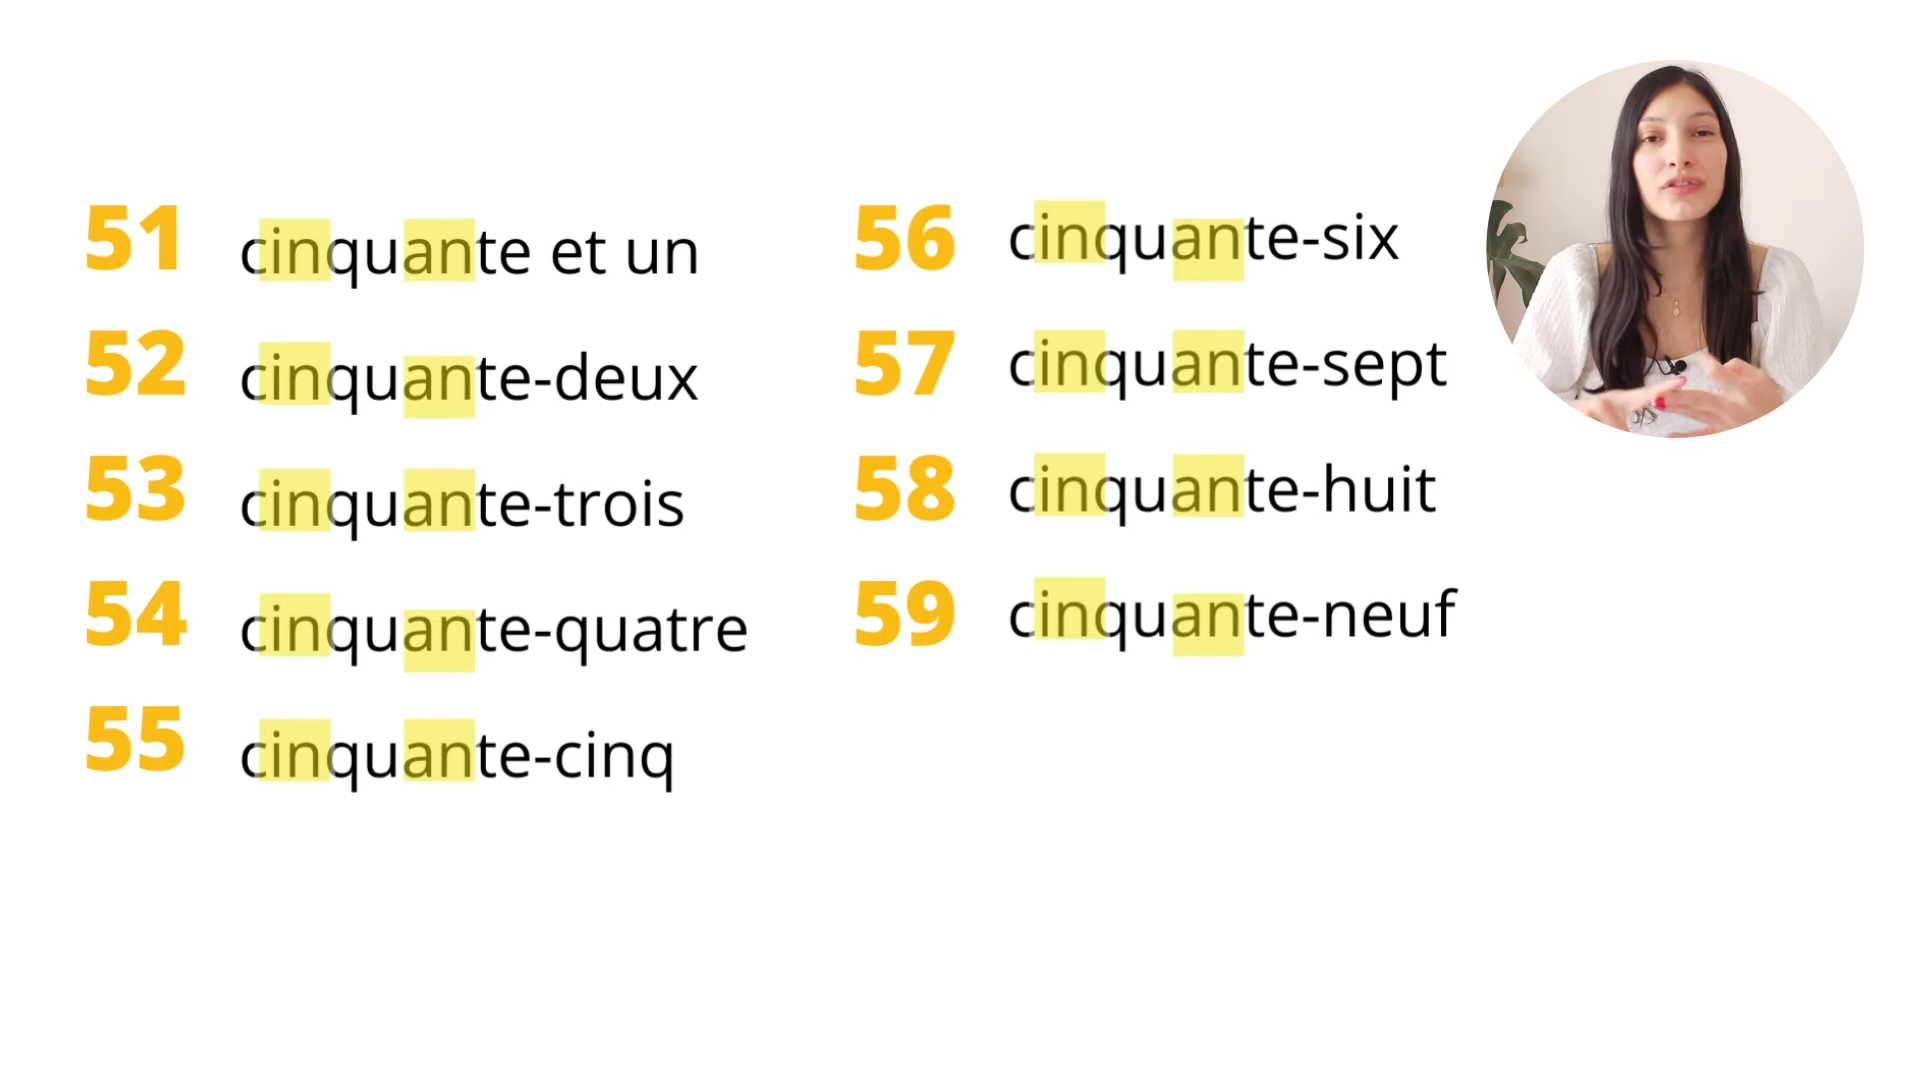 51 cinquante et un
52 cinquante-deux
53 cinquante-trois
54 cinquante-quatre
55 cinquante-cinq
56 cinquante-six
57 cinquante-sept
58 cinquante-huit
59 cinquante-neuf